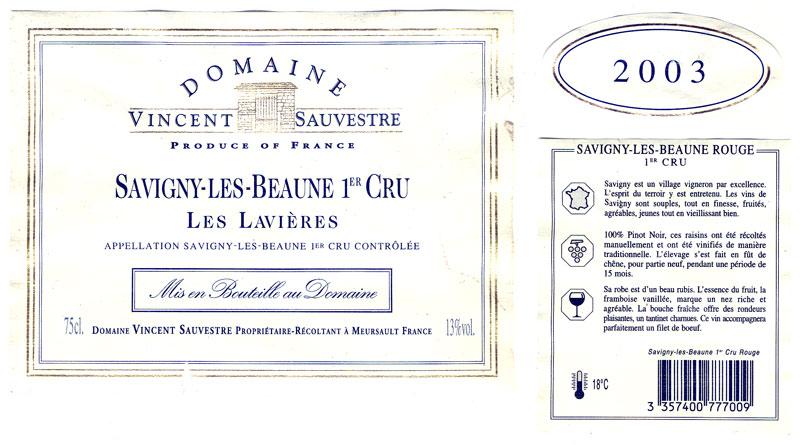 DOMAINE
VINCENT SAUVESTRE
PRODUCE OF FRANCE
SAVIGNY-LES-BEAUNE 1ER CRU
LES LAVIÈRES
APPELLATION SAVIGNY-LES-BEAUNE 1ER CRU CONTRÔLÉE
Mis en Bouteille au Domaine
75cl. DOMAINE VINCENT SAUVESTRE PROPRIÉTAIRE-RÉCOLTANT À MEURSAULT FRANCE 13%vol.
2003
SAVIGNY-LES-BEAUNE ROUGE
1ER CRU
Savigny est un village vigneron par excellence.
L'esprit du terroir y est entretenu. Les vins de
Savigny sont souples, tout en finesse, fruités,
agréables, jeunes tout en vieillissant bien.
100% Pinot Noir, ces raisins ont été récoltés
manuellement et ont été vinifiés de manière
traditionnelle. L'élevage s'est fait en fût de
chêne, pour partie neuf, pendant une période de
15 mois.
Sa robe est d'un beau rubis. L'essence du fruit, la
framboise vanillée, marque un nez riche et
agréable. La bouche fraîche offre des rondeurs
plaisantes, un tantinet charnues. Ce vin accompagnera
parfaitement un filet de boeuf.
Savigny-les-Beaune 1er Cru Rouge
18°C
3 357400 777009